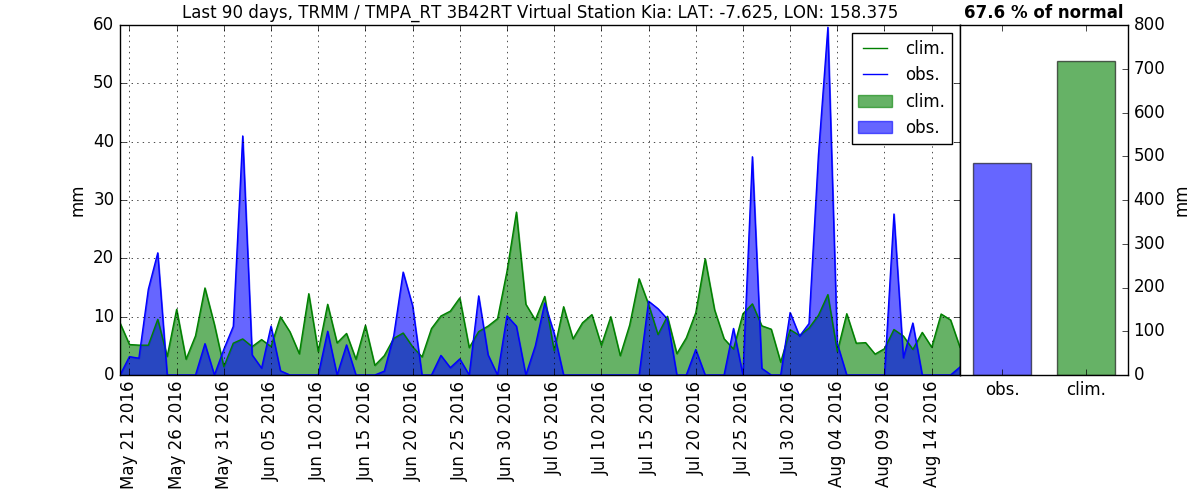 Last 90 days, TRMM / TMPA_RT 3B42RT Virtual Station Kia: LAT: -7.625, LON: 158.375
67.6 % of normal
60
50
40
30
20
10
0
mm
clim.
obs.
clim.
obs.
800
700
600
500
400
300
200
100
0
mm
May 21 2016
May 26 2016
May 31 2016
Jun 05 2016
Jun 10 2016
Jun 15 2016
Jun 20 2016
Jun 25 2016
Jun 30 2016
Jul 05 2016
Jul 10 2016
Jul 15 2016
Jul 20 2016
Jul 25 2016
Jul 30 2016
Aug 04 2016
Aug 09 2016
Aug 14 2016
obs.
clim.